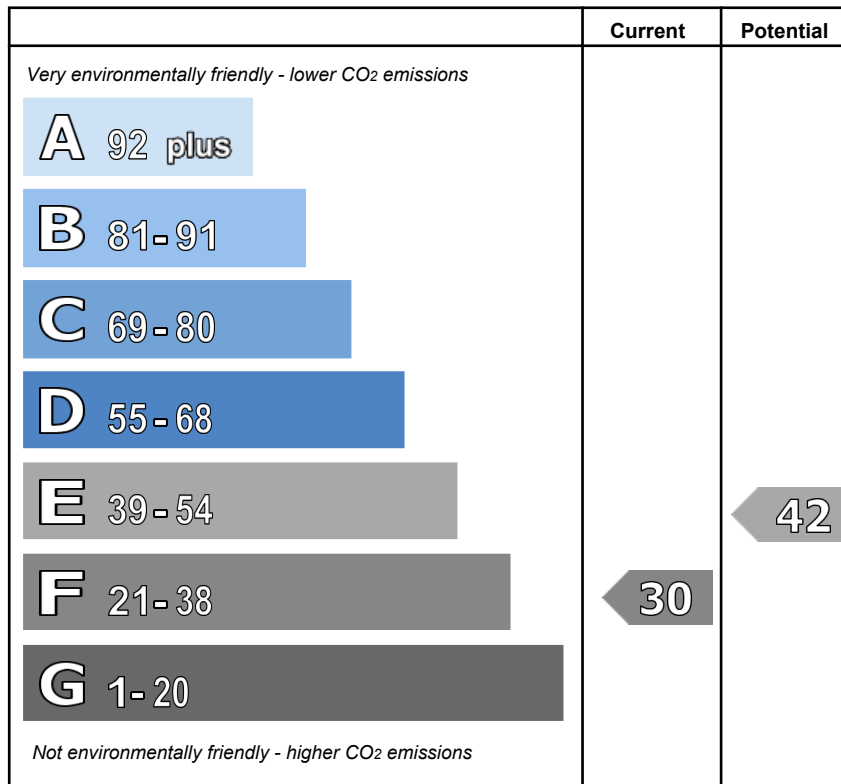 Current Potential
Very environmentally friendly - lower CO2 emissions
A 92 plus
B 81-91
C 69-80
D 55-68
E 39-54
42
F 21-38
30
G 1-20
Not environmentally friendly - higher CO2 emissions